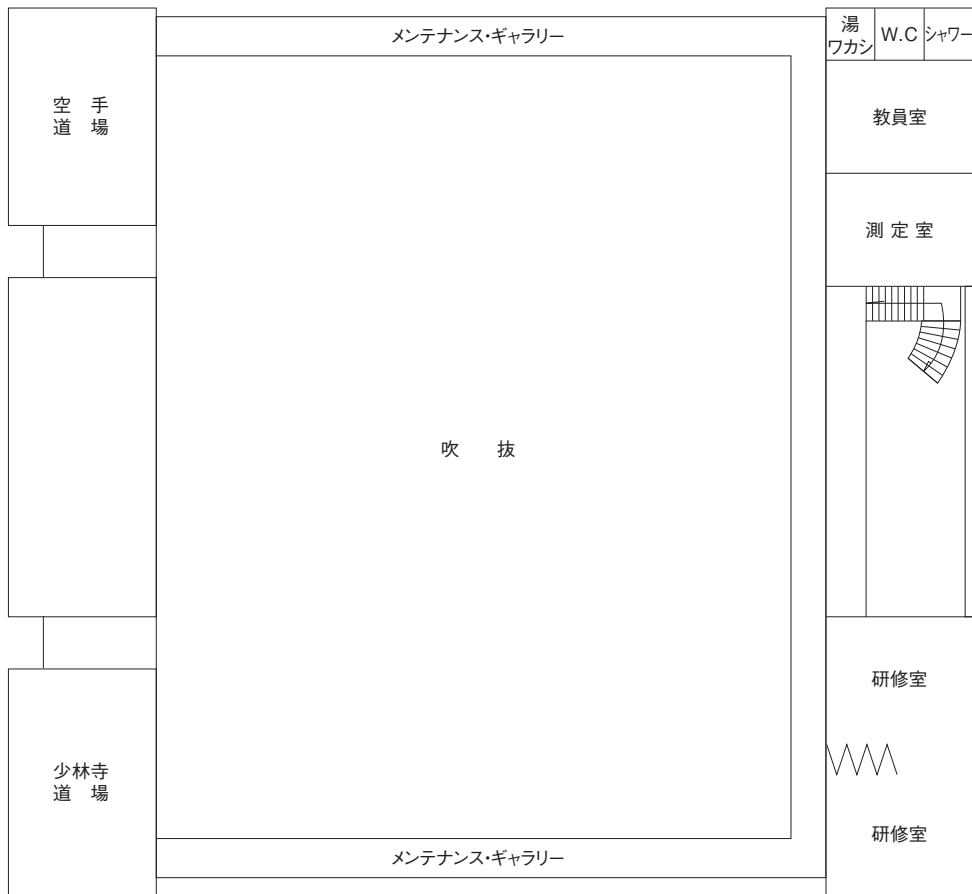 メンテナンス・ギャラリー
湯
ワカシ
W.C
シャワー
空 手
道 場
教員室
測 定 室
吹 抜
研修室
少林寺
道 場
研修室
メンテナンス・ギャラリー